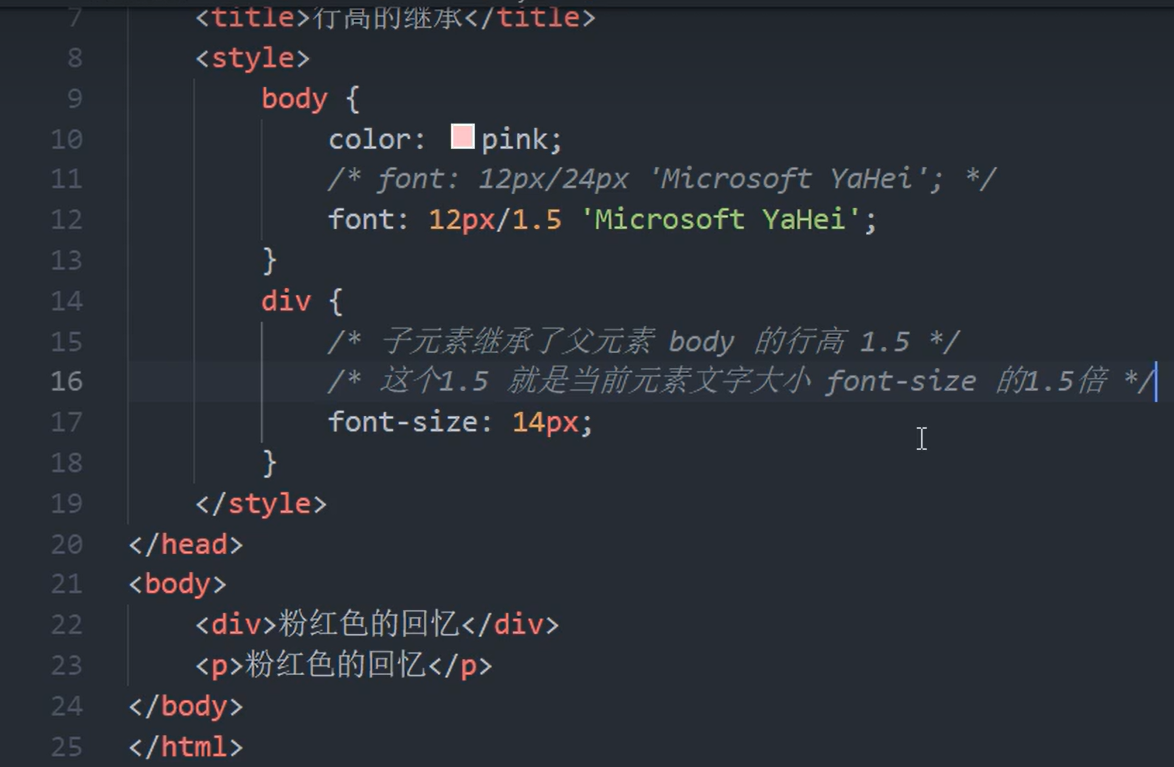 7 <title>行高的继承</title>
8 <style>
9 body {
10 color: pink;
11 /* font: 12px/24px 'Microsoft YaHei'; */
12 font: 12px/1.5 'Microsoft YaHei';
13 }
14 div {
15 /* 子元素继承了父元素 body 的行高 1.5 */
16 /* 这个1.5 就是当前元素文字大小 font-size 的1.5倍 */
17 font-size: 14px;
18 }
19 </style>
20 </head>
21 <body>
22 <div>粉红色的回忆</div>
23 <p>粉红色的回忆</p>
24 </body>
25 </html>